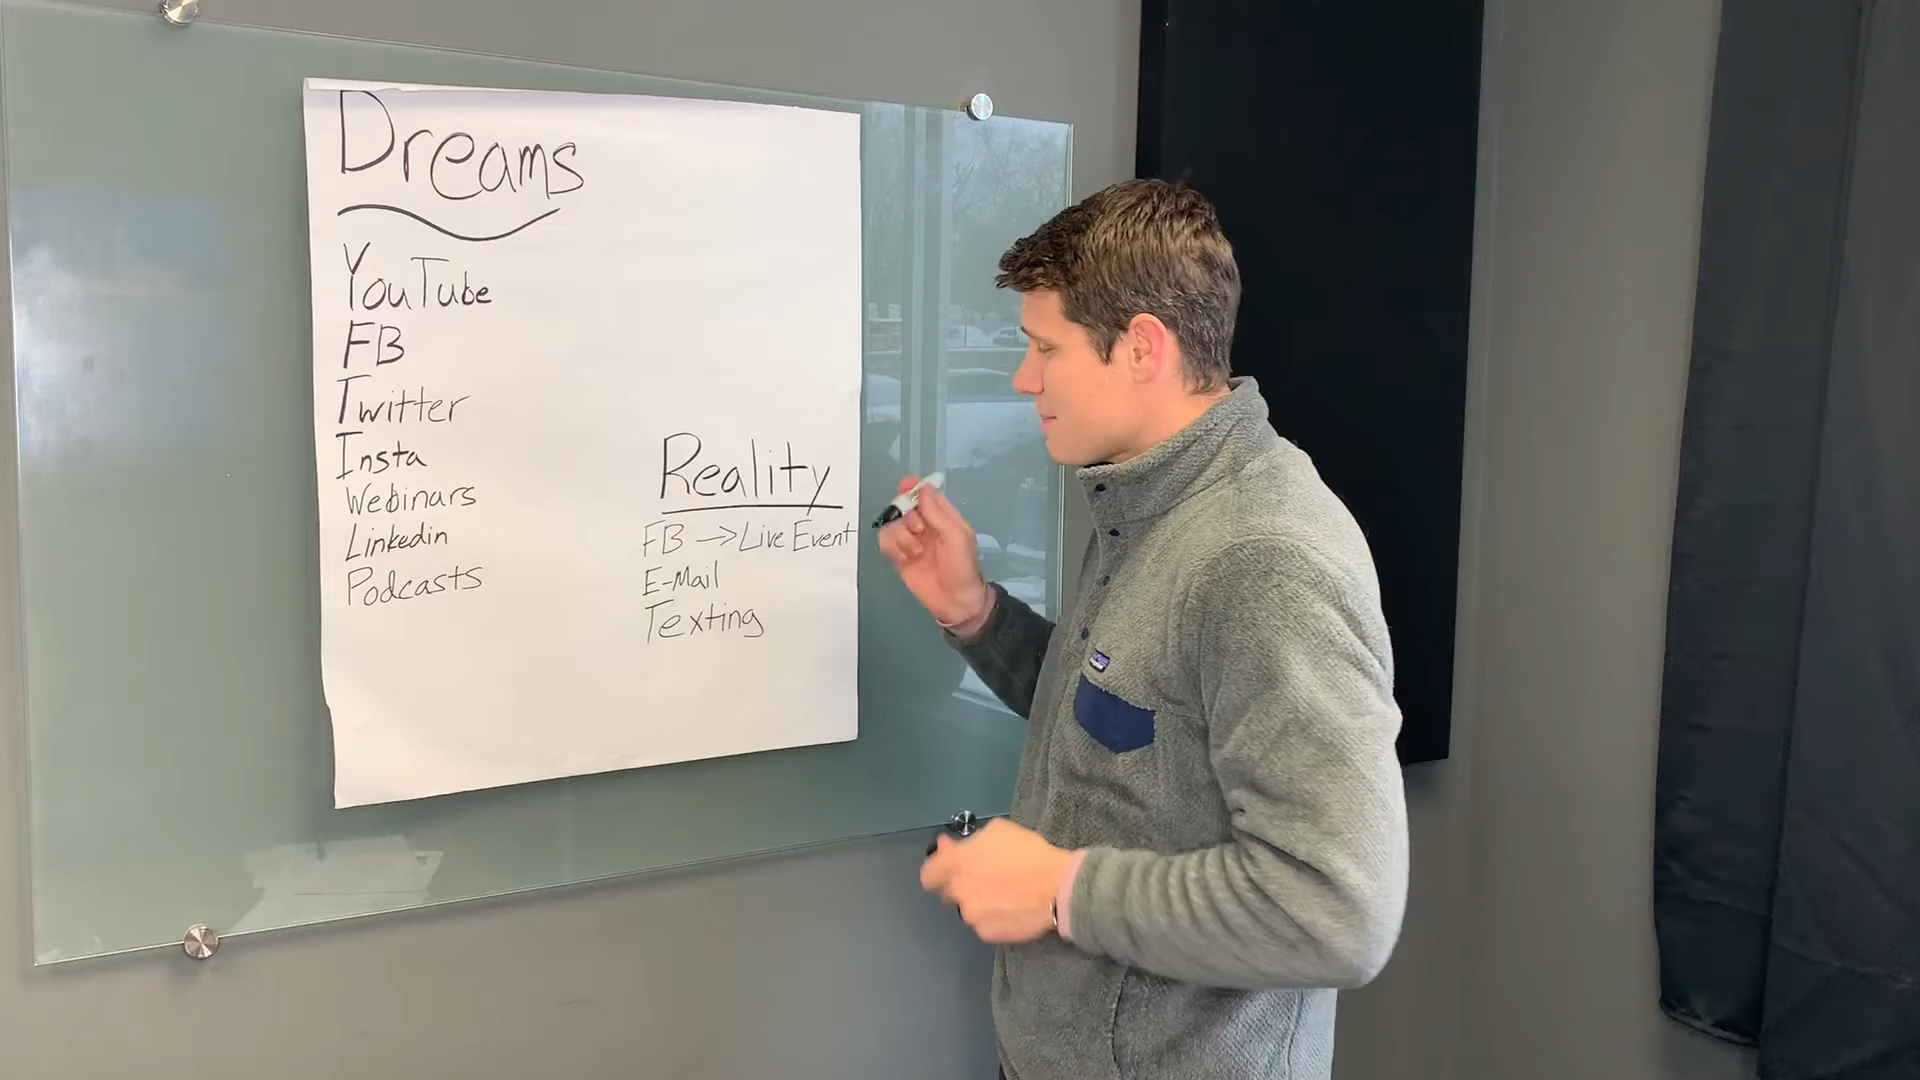 Dreams
YouTube
FB
Twitter
Insta
Webinars
Linkedin
Podcasts
Reality
FB → Live Event
E-Mail
Texting